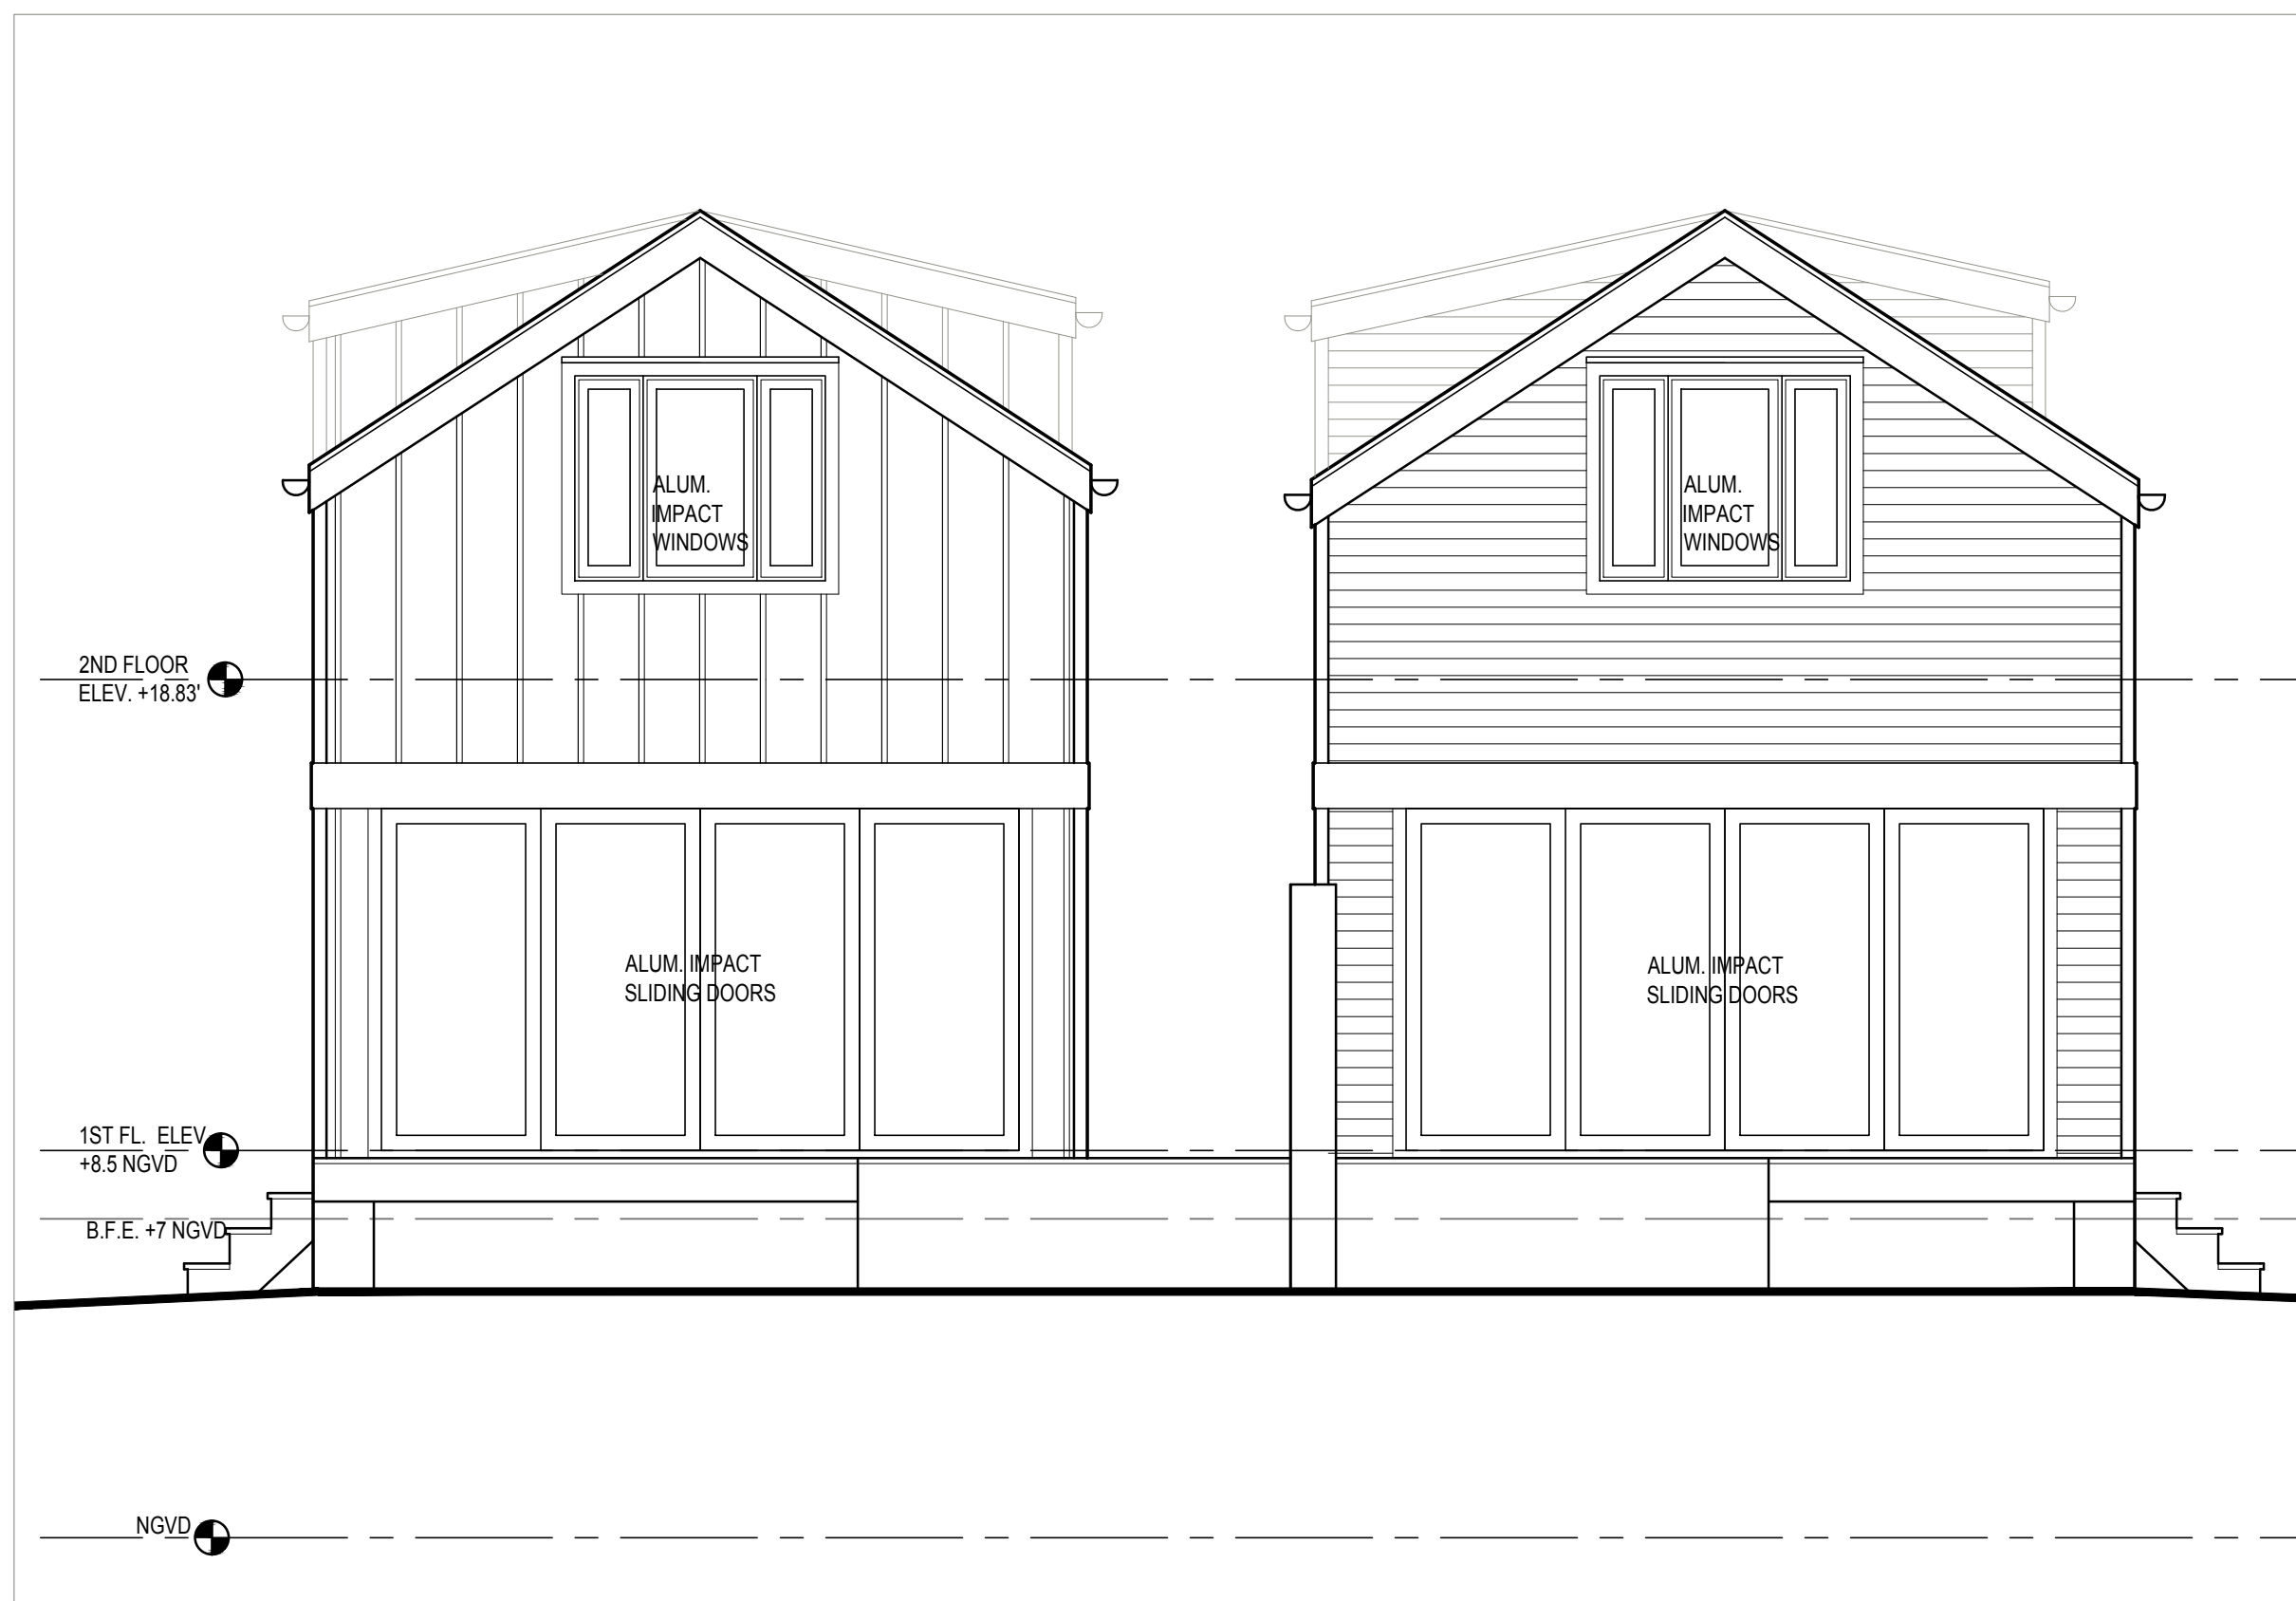 ALUM.
IMPACT
WINDOWS
ALUM.
IMPACT
WINDOWS
2ND FLOOR
ELEV. +18.83'
ALUM. IMPACT
SLIDING DOORS
ALUM. IMPACT
SLIDING DOORS
1ST FL. ELEV
+8.5 NGVD
B.F.E. +7 NGVD
NGVD